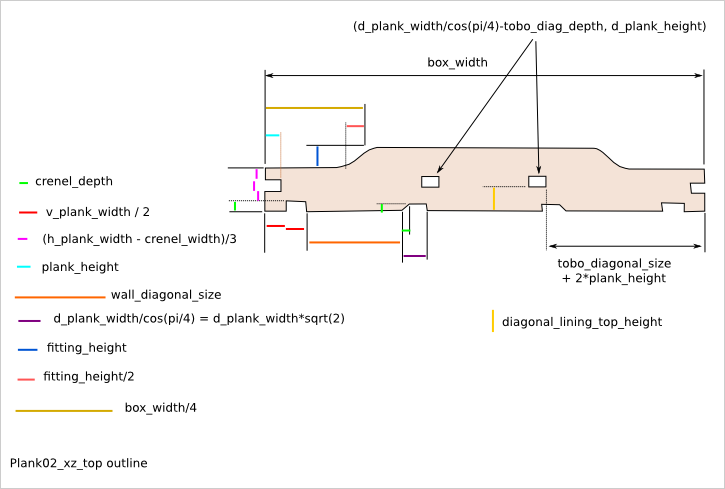 (d_plank_width/cos(pi/4)-tobo_diag_depth, d_plank_height)
box_width
crenel_depth
v_plank_width / 2
(h_plank_width - crenel_width)/3
plank_height
wall_diagonal_size
d_plank_width/cos(pi/4) = d_plank_width*sqrt(2)
fitting_height
fitting_height/2
box_width/4
tobo_diagonal_size
+ 2*plank_height
diagonal_lining_top_height
Plank02_xz_top outline